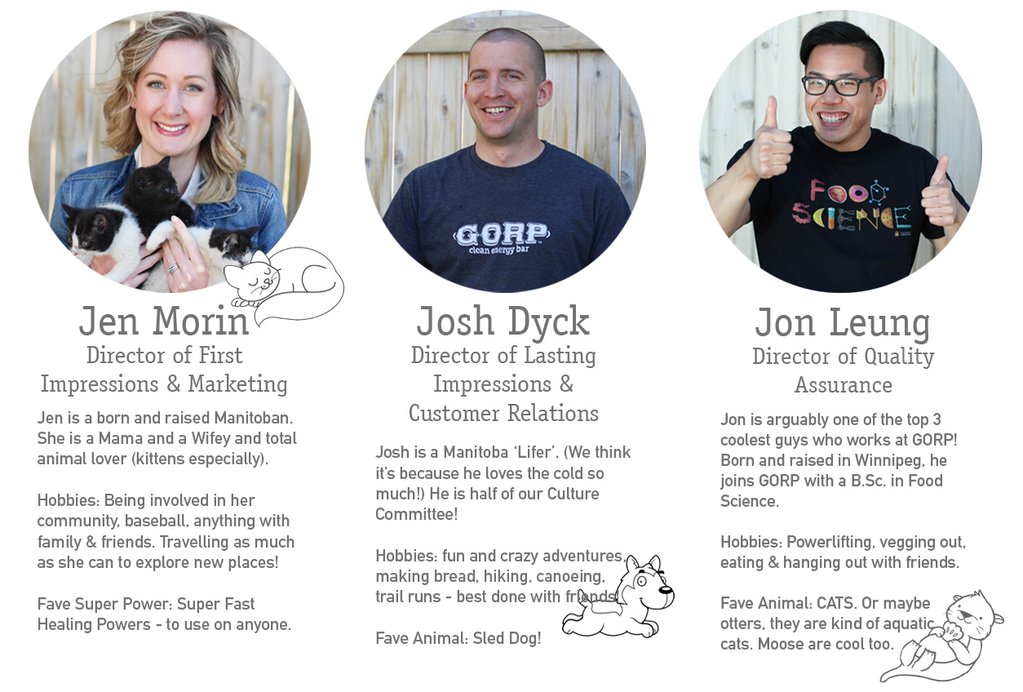 GORP
clean energy bar
FOOD
SCIENCE
Jen Morin
Director of First
Impressions & Marketing
Jen is a born and raised Manitoban.
She is a Mama and a Wifey and total
animal lover (kittens especially).
Hobbies: Being involved in her
community, baseball, anything with
family & friends. Travelling as much
as she can to explore new places!
Fave Super Power: Super Fast
Healing Powers - to use on anyone.
Josh Dyck
Director of Lasting
Impressions &
Customer Relations
Josh is a Manitoba ‘Lifer’. (We think
it’s because he loves the cold so
much!) He is half of our Culture
Committee!
Hobbies: fun and crazy adventures,
making bread, hiking, canoeing,
trail runs - best done with friends!
Fave Animal: Sled Dog!
Jon Leung
Director of Quality
Assurance
Jon is arguably one of the top 3
coolest guys who works at GORP!
Born and raised in Winnipeg, he
joins GORP with a B.Sc. in Food
Science.
Hobbies: Powerlifting, vegging out,
eating & hanging out with friends.
Fave Animal: CATS. Or maybe
otters, they are kind of aquatic
cats. Moose are cool too.